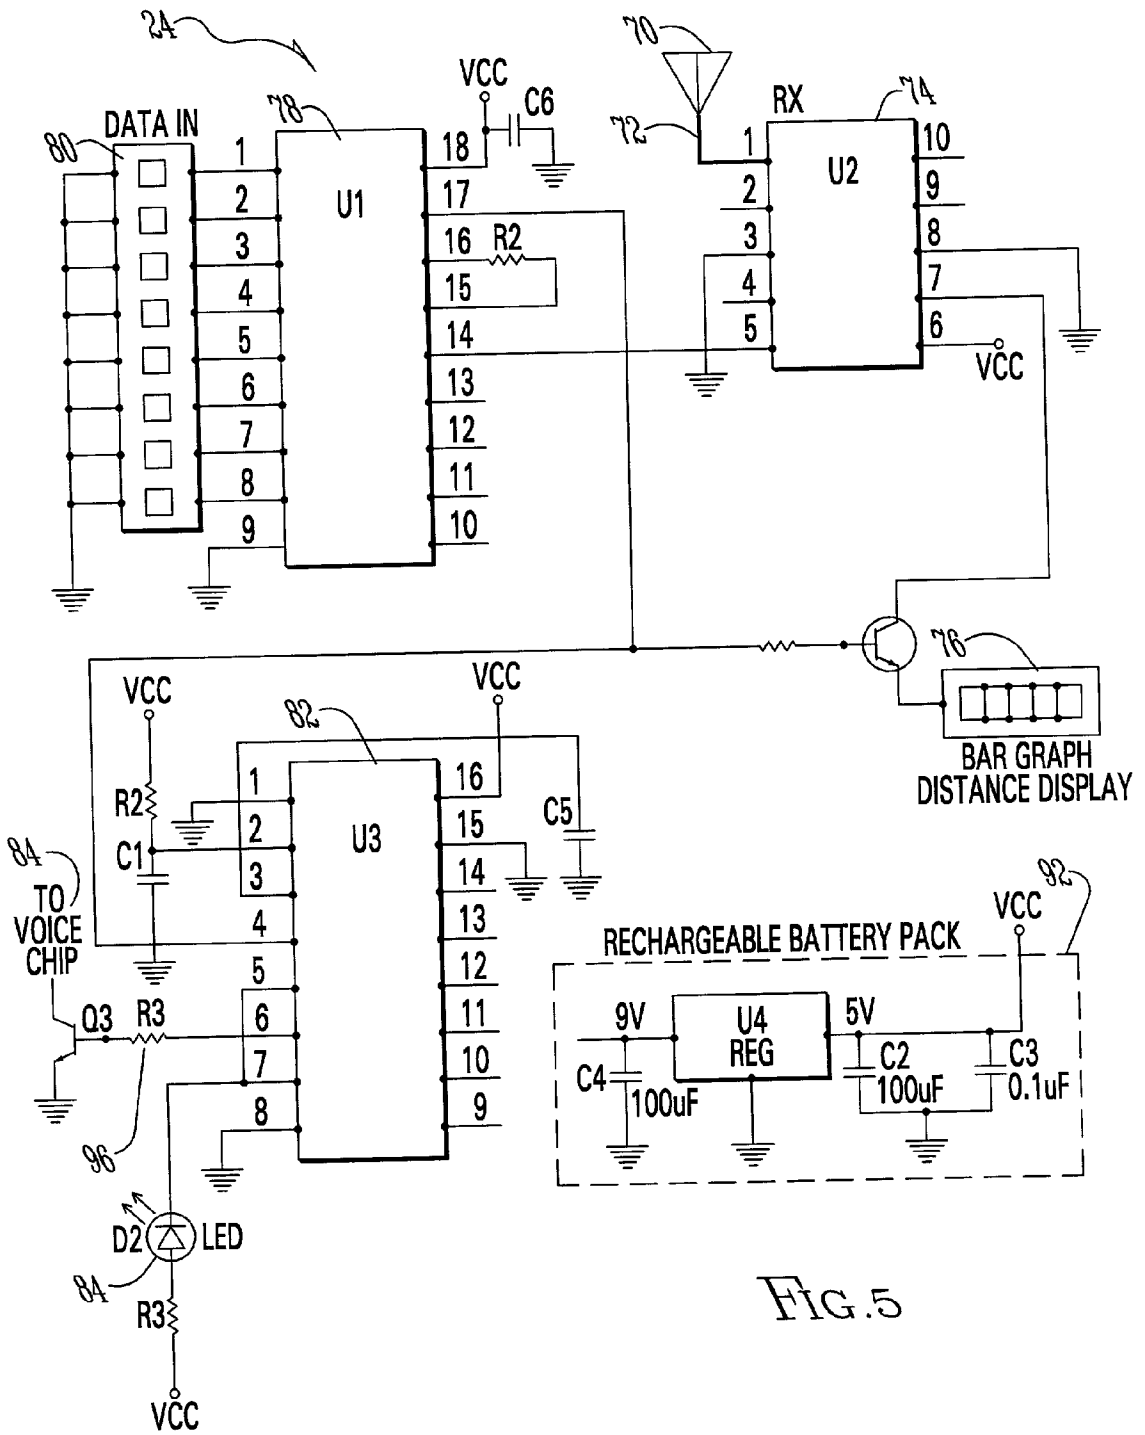 24
VCC
C6
70
72
RX
74
78
80
DATA IN
U1
1
2
3
4
5
6
7
8
9
18
17
16
R2
15
14
13
12
11
10
U2
1
2
3
4
5
10
9
8
7
6
VCC
76
BAR GRAPH
DISTANCE DISPLAY
VCC
R2
C1
82
VCC
U3
1
2
3
4
5
6
7
8
16
15
14
13
12
11
10
9
C5
84
TO
VOICE
CHIP
Q3
R3
96
D2
LED
84
R3
VCC
92
VCC
RECHARGEABLE BATTERY PACK
9V
U4
REG
5V
C4
100uF
C2
100uF
C3
0.1uF
FIG. 5